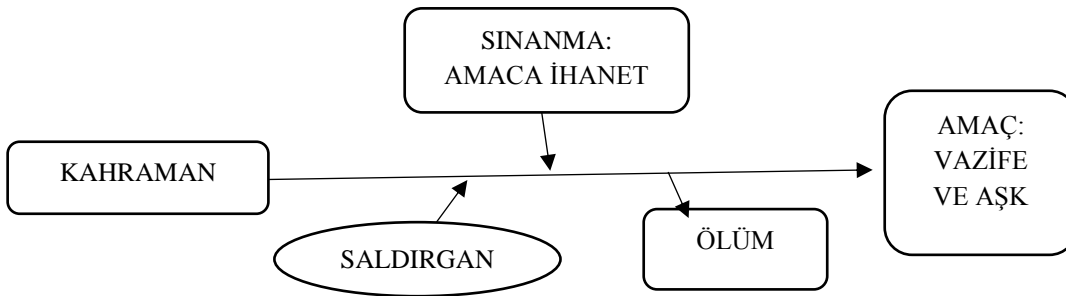 SINANMA:
AMACA İHANET
KAHRAMAN
AMAÇ:
VAZİFE
VE AŞK
SALDIRGAN
ÖLÜM